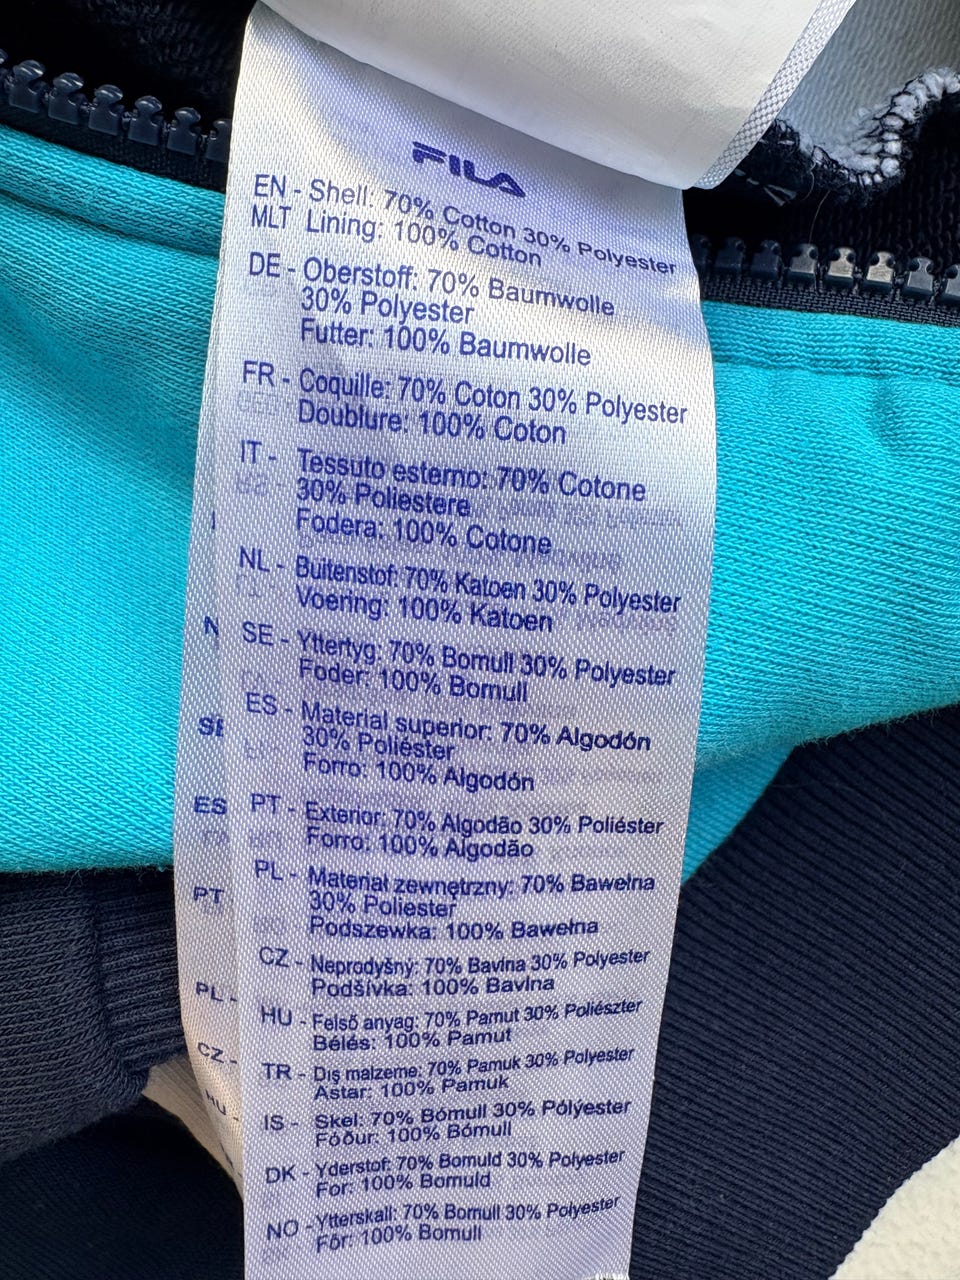 FILA
EN - Shell: 70% Cotton 30% Polyester
MLT Lining: 100% Cotton
DE - Oberstoff: 70% Baumwolle
30% Polyester
Futter: 100% Baumwolle
FR - Coquille: 70% Coton 30% Polyester
Doublure: 100% Coton
IT - Tessuto esterno: 70% Cotone
30% Poliestere
Fodera: 100% Cotone
NL - Buitenstof: 70% Katoen 30% Polyester
Voering: 100% Katoen
SE - Yttertyg: 70% Bomull 30% Polyester
Foder: 100% Bomull
ES - Material superior: 70% Algodón
30% Poliéster
Forro: 100% Algodón
PT - Exterior: 70% Algodão 30% Poliéster
Forro: 100% Algodão
PL - Materiał zewnętrzny: 70% Bawełna
30% Poliester
Podszewka: 100% Bawełna
CZ - Neprodyšný: 70% Bavlna 30% Polyester
Podšívka: 100% Bavlna
HU - Felső anyag: 70% Pamut 30% Poliészter
Bélés: 100% Pamut
TR - Dış malzeme: 70% Pamuk 30% Polyester
Astar: 100% Pamuk
IS - Skel: 70% Bómull 30% Pólýester
Fóður: 100% Bómull
DK - Yderstof: 70% Bomuld 30% Polyester
For: 100% Bomuld
NO - Ytterskall: 70% Bomull 30% Polyester
Fôr: 100% Bomull
N
SE
ES
PT
PL -
CZ -
HU -